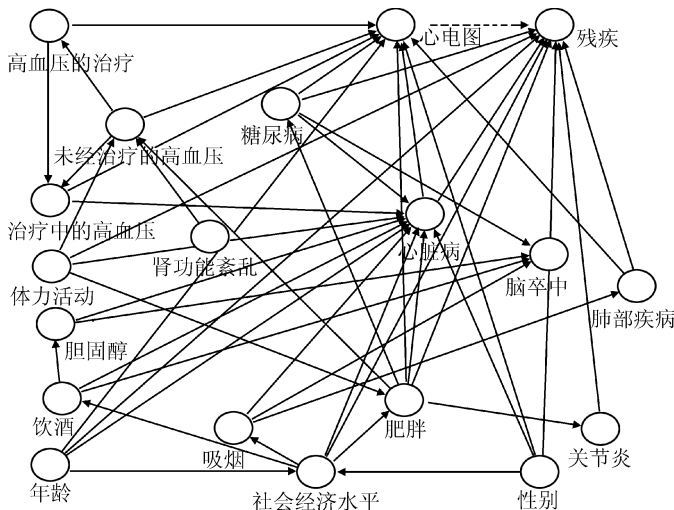 心电图
残疾
高血压的治疗
糖尿病
未经治疗的高血压
治疗中的高血压
肾功能紊乱
心脏病
体力活动
脑卒中
肺部疾病
胆固醇
饮酒
肥胖
吸烟
关节炎
年龄
社会经济水平
性别